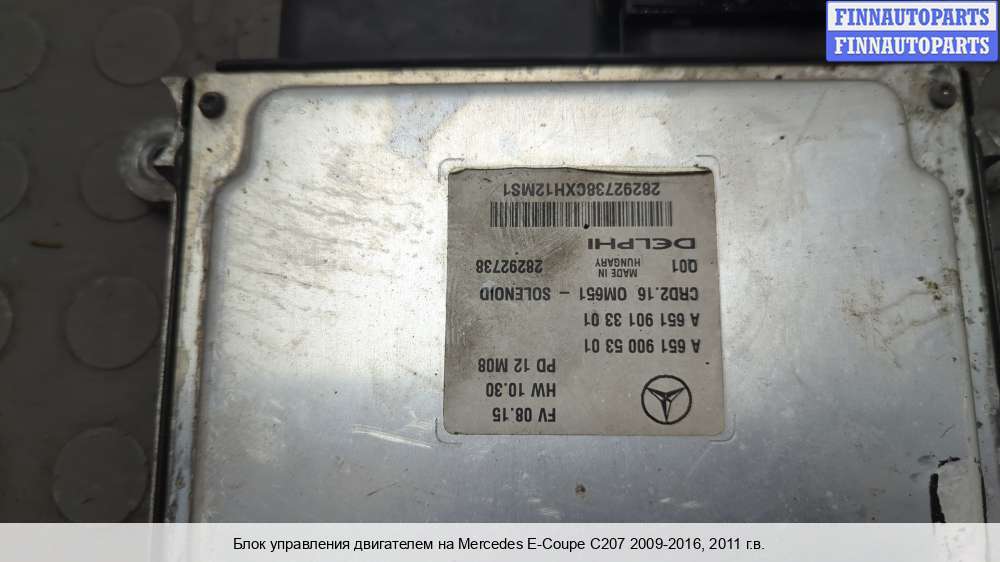 FINNAUTOPARTS
FINNAUTOPARTS
FV 08.15
HW 10.30
PD 12 M08
A 651 900 53 01
A 651 901 33 01
CRD2.16 OM651 - SOLENOID
Q01 MADE IN HUNGARY 28292738
DELPHI
28292738CXH12MS1
Блок управления двигателем на Mercedes E-Coupe C207 2009-2016, 2011 г.в.